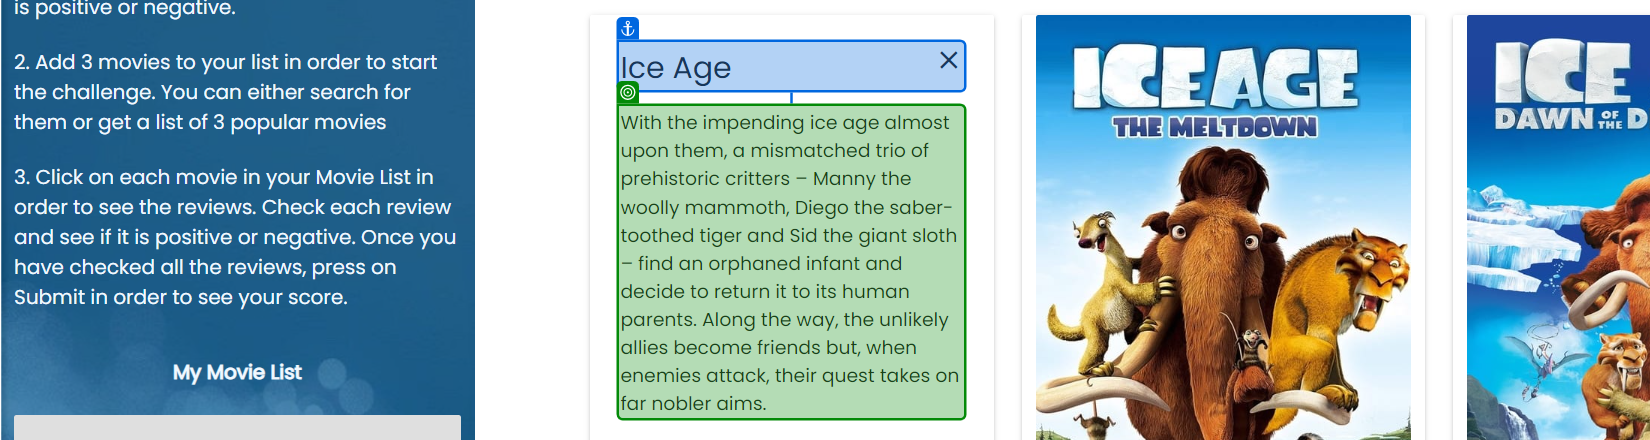 is positive or negative.
2. Add 3 movies to your list in order to start
the challenge. You can either search for
them or get a list of 3 popular movies
3. Click on each movie in your Movie List in
order to see the reviews. Check each review
and see if it is positive or negative. Once you
have checked all the reviews, press on
Submit in order to see your score.
My Movie List
Ice Age
With the impending ice age almost
upon them, a mismatched trio of
prehistoric critters – Manny the
woolly mammoth, Diego the saber-
toothed tiger and Sid the giant sloth
– find an orphaned infant and
decide to return it to its human
parents. Along the way, the unlikely
allies become friends but, when
enemies attack, their quest takes on
far nobler aims.
ICE AGE
THE MELTDOWN
ICE
DAWN OF THE D